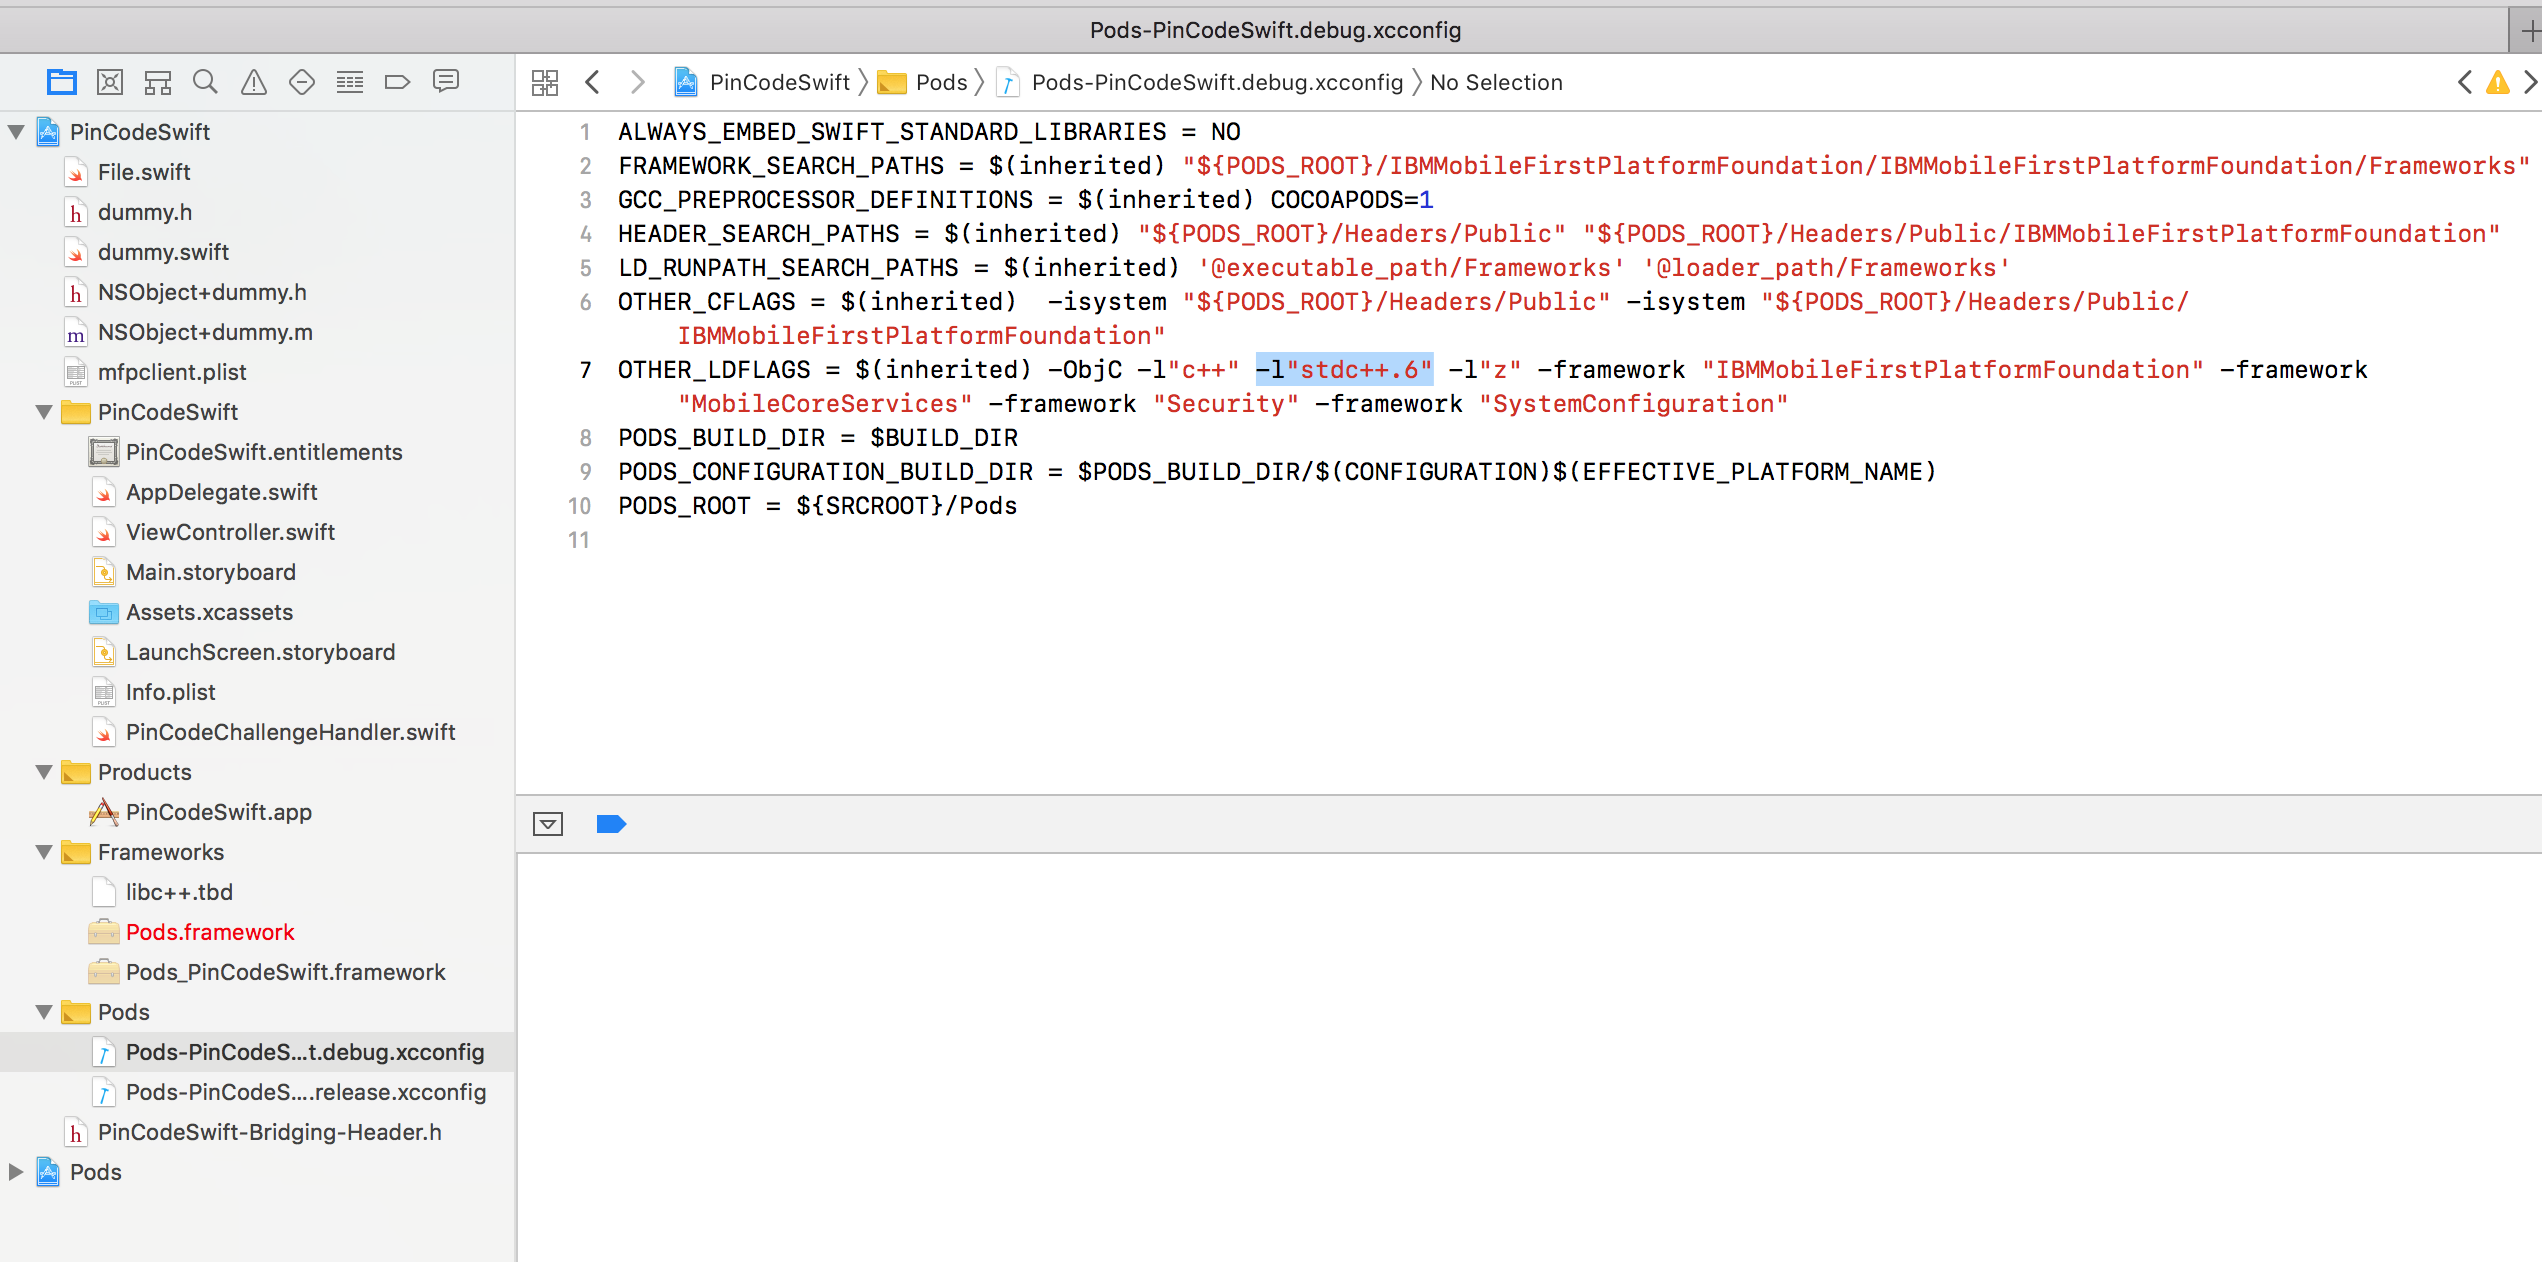 Pods-PinCodeSwift.debug.xcconfig
PinCodeSwift
Pods
Pods-PinCodeSwift.debug.xcconfig
No Selection
PinCodeSwift
File.swift
dummy.h
dummy.swift
NSObject+dummy.h
NSObject+dummy.m
mfpclient.plist
PinCodeSwift
PinCodeSwift.entitlements
AppDelegate.swift
ViewController.swift
Main.storyboard
Assets.xcassets
LaunchScreen.storyboard
Info.plist
PinCodeChallengeHandler.swift
Products
PinCodeSwift.app
Frameworks
libc++.tbd
Pods.framework
Pods_PinCodeSwift.framework
Pods
Pods-PinCodeS...t.debug.xcconfig
Pods-PinCodeS....release.xcconfig
PinCodeSwift-Bridging-Header.h
Pods
1 ALWAYS_EMBED_SWIFT_STANDARD_LIBRARIES = NO
2 FRAMEWORK_SEARCH_PATHS = $(inherited) "${PODS_ROOT}/IBMMobileFirstPlatformFoundation/IBMMobileFirstPlatformFoundation/Frameworks"
3 GCC_PREPROCESSOR_DEFINITIONS = $(inherited) COCOAPODS=1
4 HEADER_SEARCH_PATHS = $(inherited) "${PODS_ROOT}/Headers/Public" "${PODS_ROOT}/Headers/Public/IBMMobileFirstPlatformFoundation"
5 LD_RUNPATH_SEARCH_PATHS = $(inherited) '@executable_path/Frameworks' '@loader_path/Frameworks'
6 OTHER_CFLAGS = $(inherited)  -isystem "${PODS_ROOT}/Headers/Public" -isystem "${PODS_ROOT}/Headers/Public/
IBMMobileFirstPlatformFoundation"
7 OTHER_LDFLAGS = $(inherited) -ObjC -l"c++" -l"stdc++.6" -l"z" -framework "IBMMobileFirstPlatformFoundation" -framework
"MobileCoreServices" -framework "Security" -framework "SystemConfiguration"
8 PODS_BUILD_DIR = $BUILD_DIR
9 PODS_CONFIGURATION_BUILD_DIR = $PODS_BUILD_DIR/$(CONFIGURATION)$(EFFECTIVE_PLATFORM_NAME)
10 PODS_ROOT = ${SRCROOT}/Pods
11